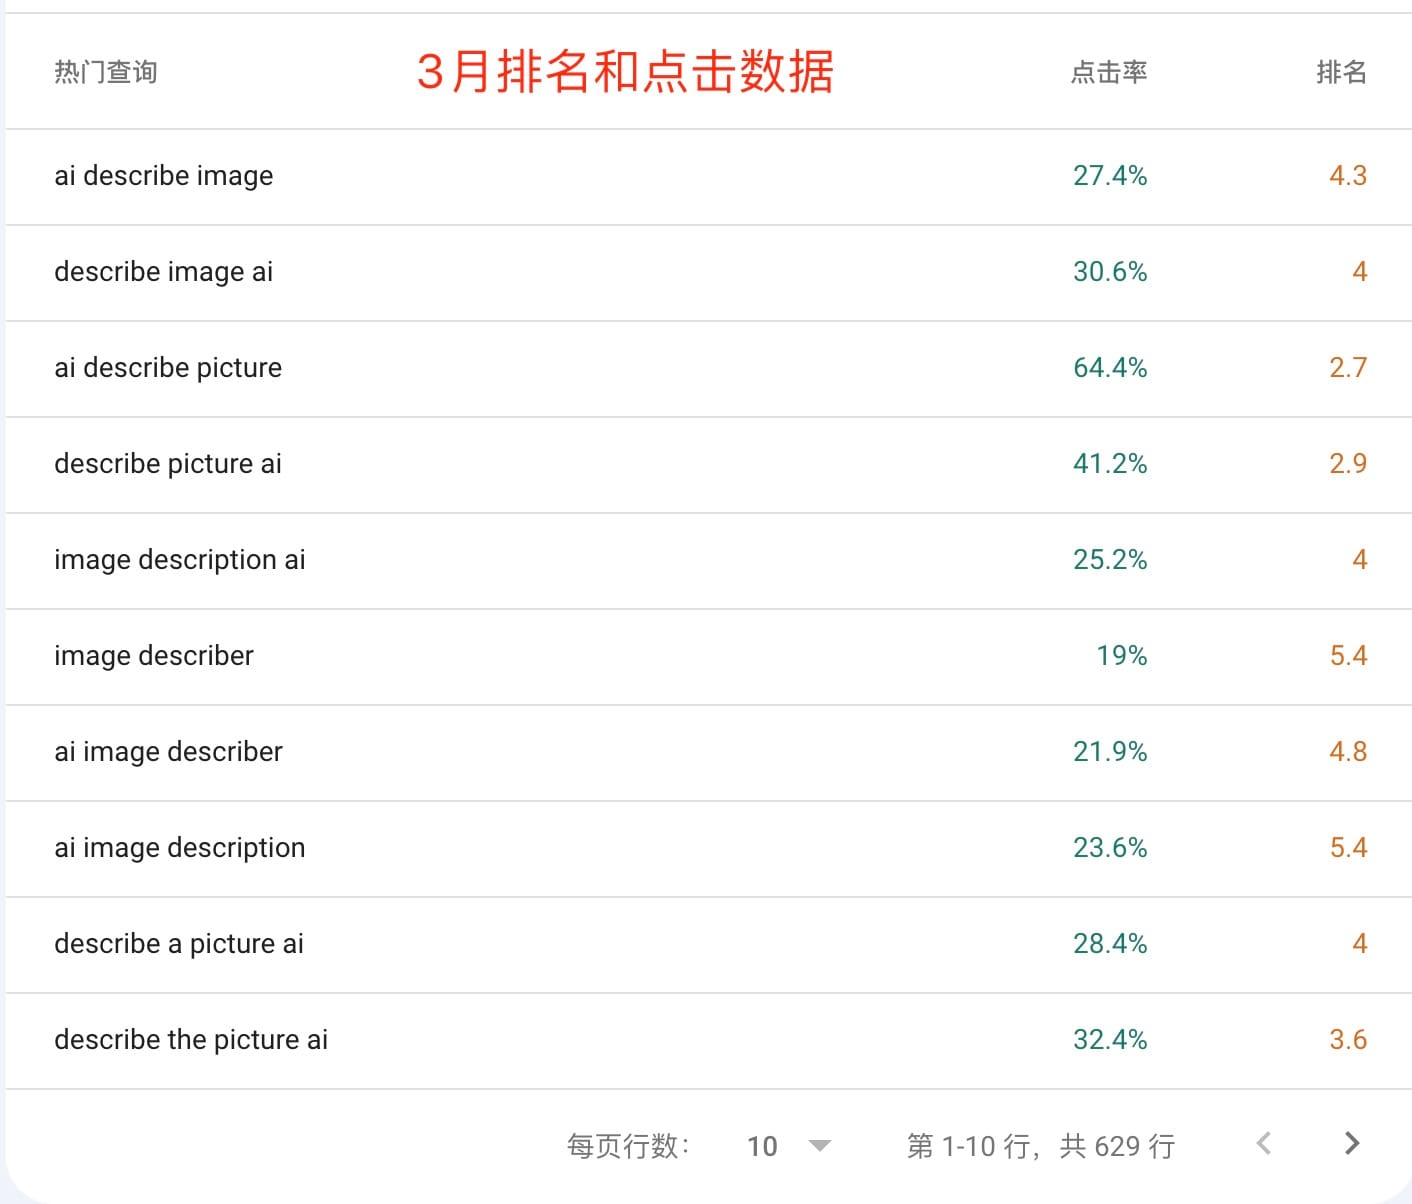 热门查询 3月排名和点击数据 点击率 排名
ai describe image 27.4% 4.3
describe image ai 30.6% 4
ai describe picture 64.4% 2.7
describe picture ai 41.2% 2.9
image description ai 25.2% 4
image describer 19% 5.4
ai image describer 21.9% 4.8
ai image description 23.6% 5.4
describe a picture ai 28.4% 4
describe the picture ai 32.4% 3.6
每页行数： 10 第 1-10 行，共 629 行